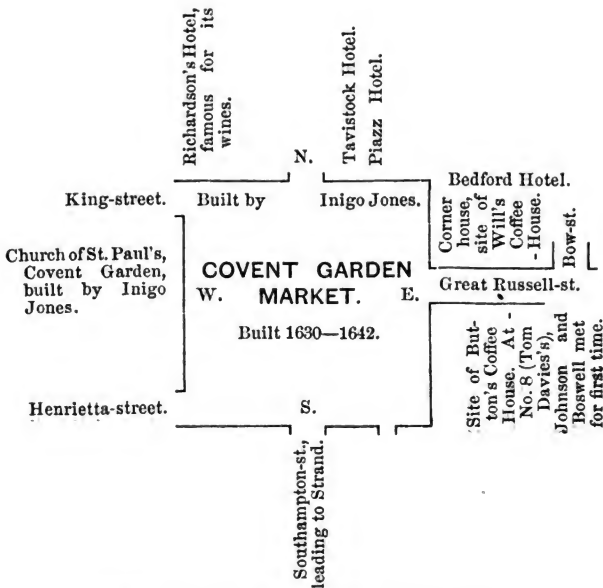 Richardson's Hotel,
famous for its
wines.
Tavistock Hotel.
Piazz Hotel.
N.
Bedford Hotel.
King-street.
Built by
Inigo Jones.
Corner
house,
site of
Will's
Coffee
-House.
Bow-st.
Church of St. Paul's,
Covent Garden,
built by Inigo
Jones.
COVENT GARDEN
MARKET.
W.
E.
Great Russell-st.
Built 1630—1642.
Site of But-
ton's Coffee
House. At -
No. 8 (Tom
Davies's),
Johnson and
Boswell met
for first time.
Henrietta-street.
S.
Southampton-st.,
leading to Strand.